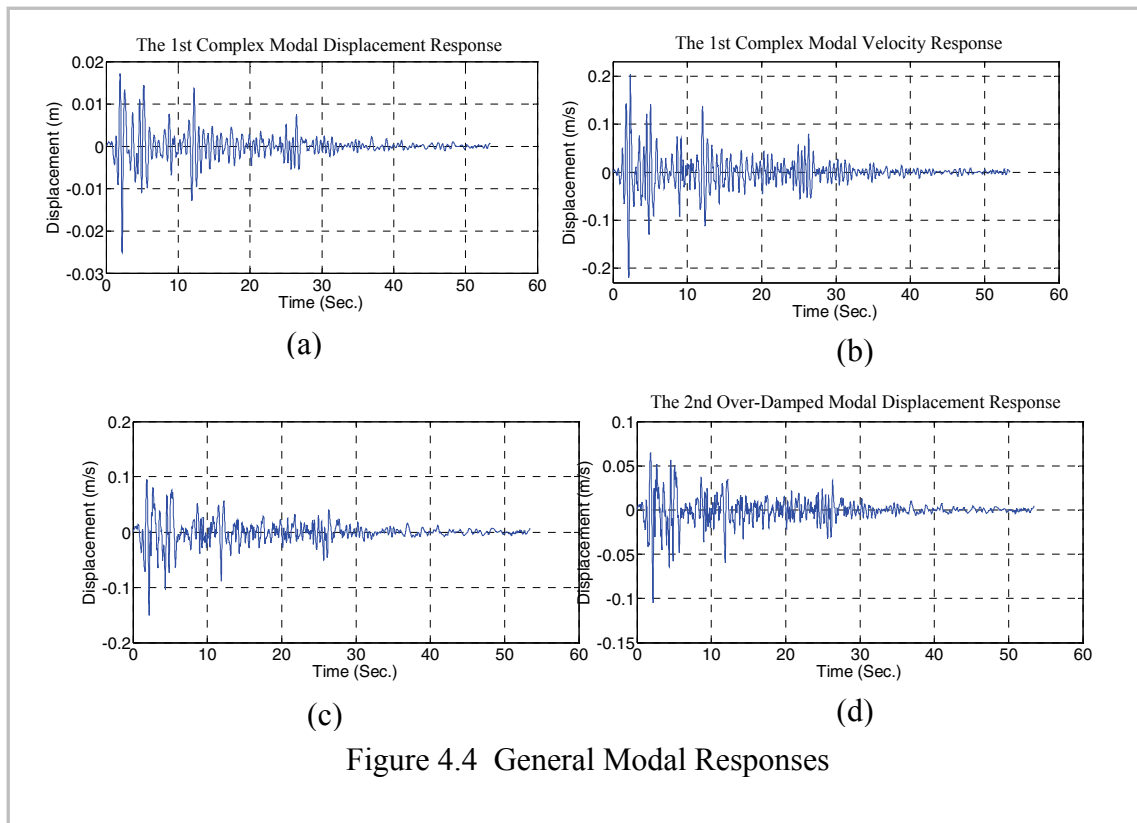 The 1st Complex Modal Displacement Response
0.02
0.01
0
-0.01
-0.02
-0.03
Displacement (m)
0 10 20 30 40 50 60
Time (Sec.)
(a)
The 1st Complex Modal Velocity Response
0.2
0.1
0
-0.1
-0.2
Displacement (m/s)
0 10 20 30 40 50 60
Time (Sec.)
(b)
0.2
0.1
0
-0.1
-0.2
Displacement (m/s)
0 10 20 30 40 50 60
Time (Sec.)
(c)
The 2nd Over-Damped Modal Displacement Response
0.1
0.05
0
-0.05
-0.1
-0.15
Displacement (m/s)
0 10 20 30 40 50 60
Time (Sec.)
(d)
Figure 4.4 General Modal Responses